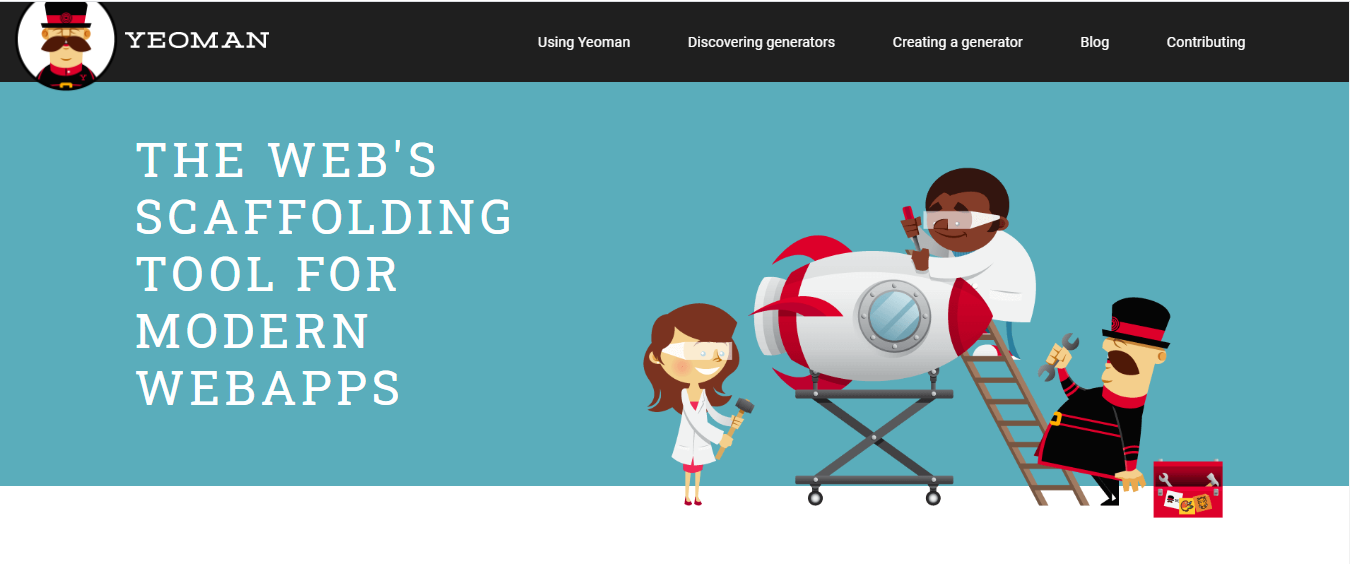 YEOMAN
Using Yeoman
Discovering generators
Creating a generator
Blog
Contributing
THE WEB'S
SCAFFOLDING
TOOL FOR
MODERN
WEBAPPS